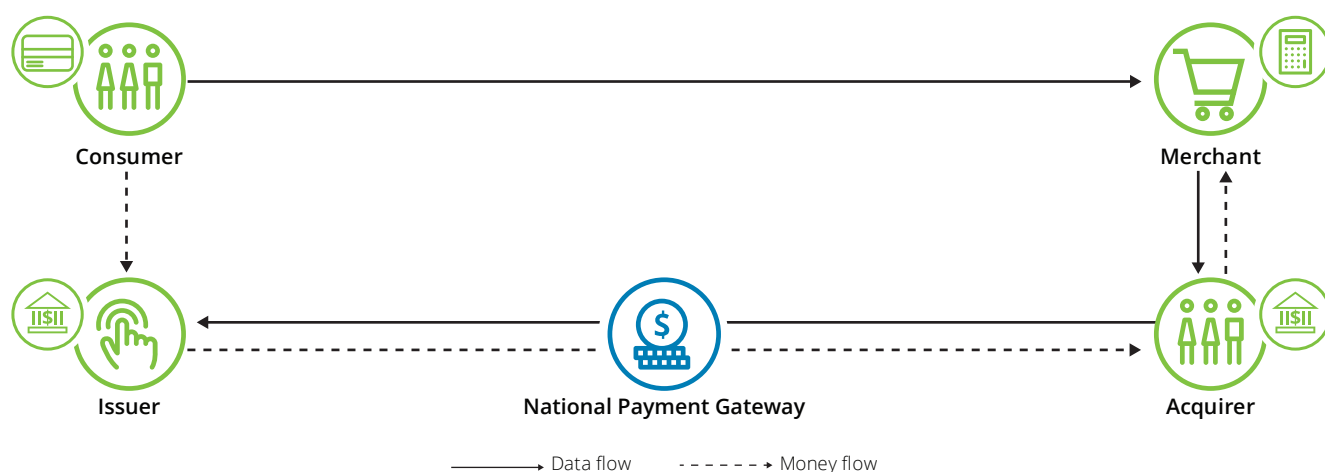 Consumer
Merchant
$
$
$
Issuer
National Payment Gateway
Acquirer
Data flow
Money flow